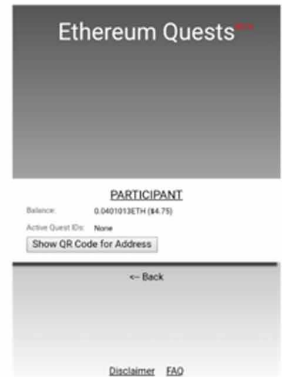 Ethereum Quests
PARTICIPANT
Balance: 0.0401013ETH ($4.75)
Active Quest IDs: None
Show QR Code for Address
<-- Back
Disclaimer FAQ